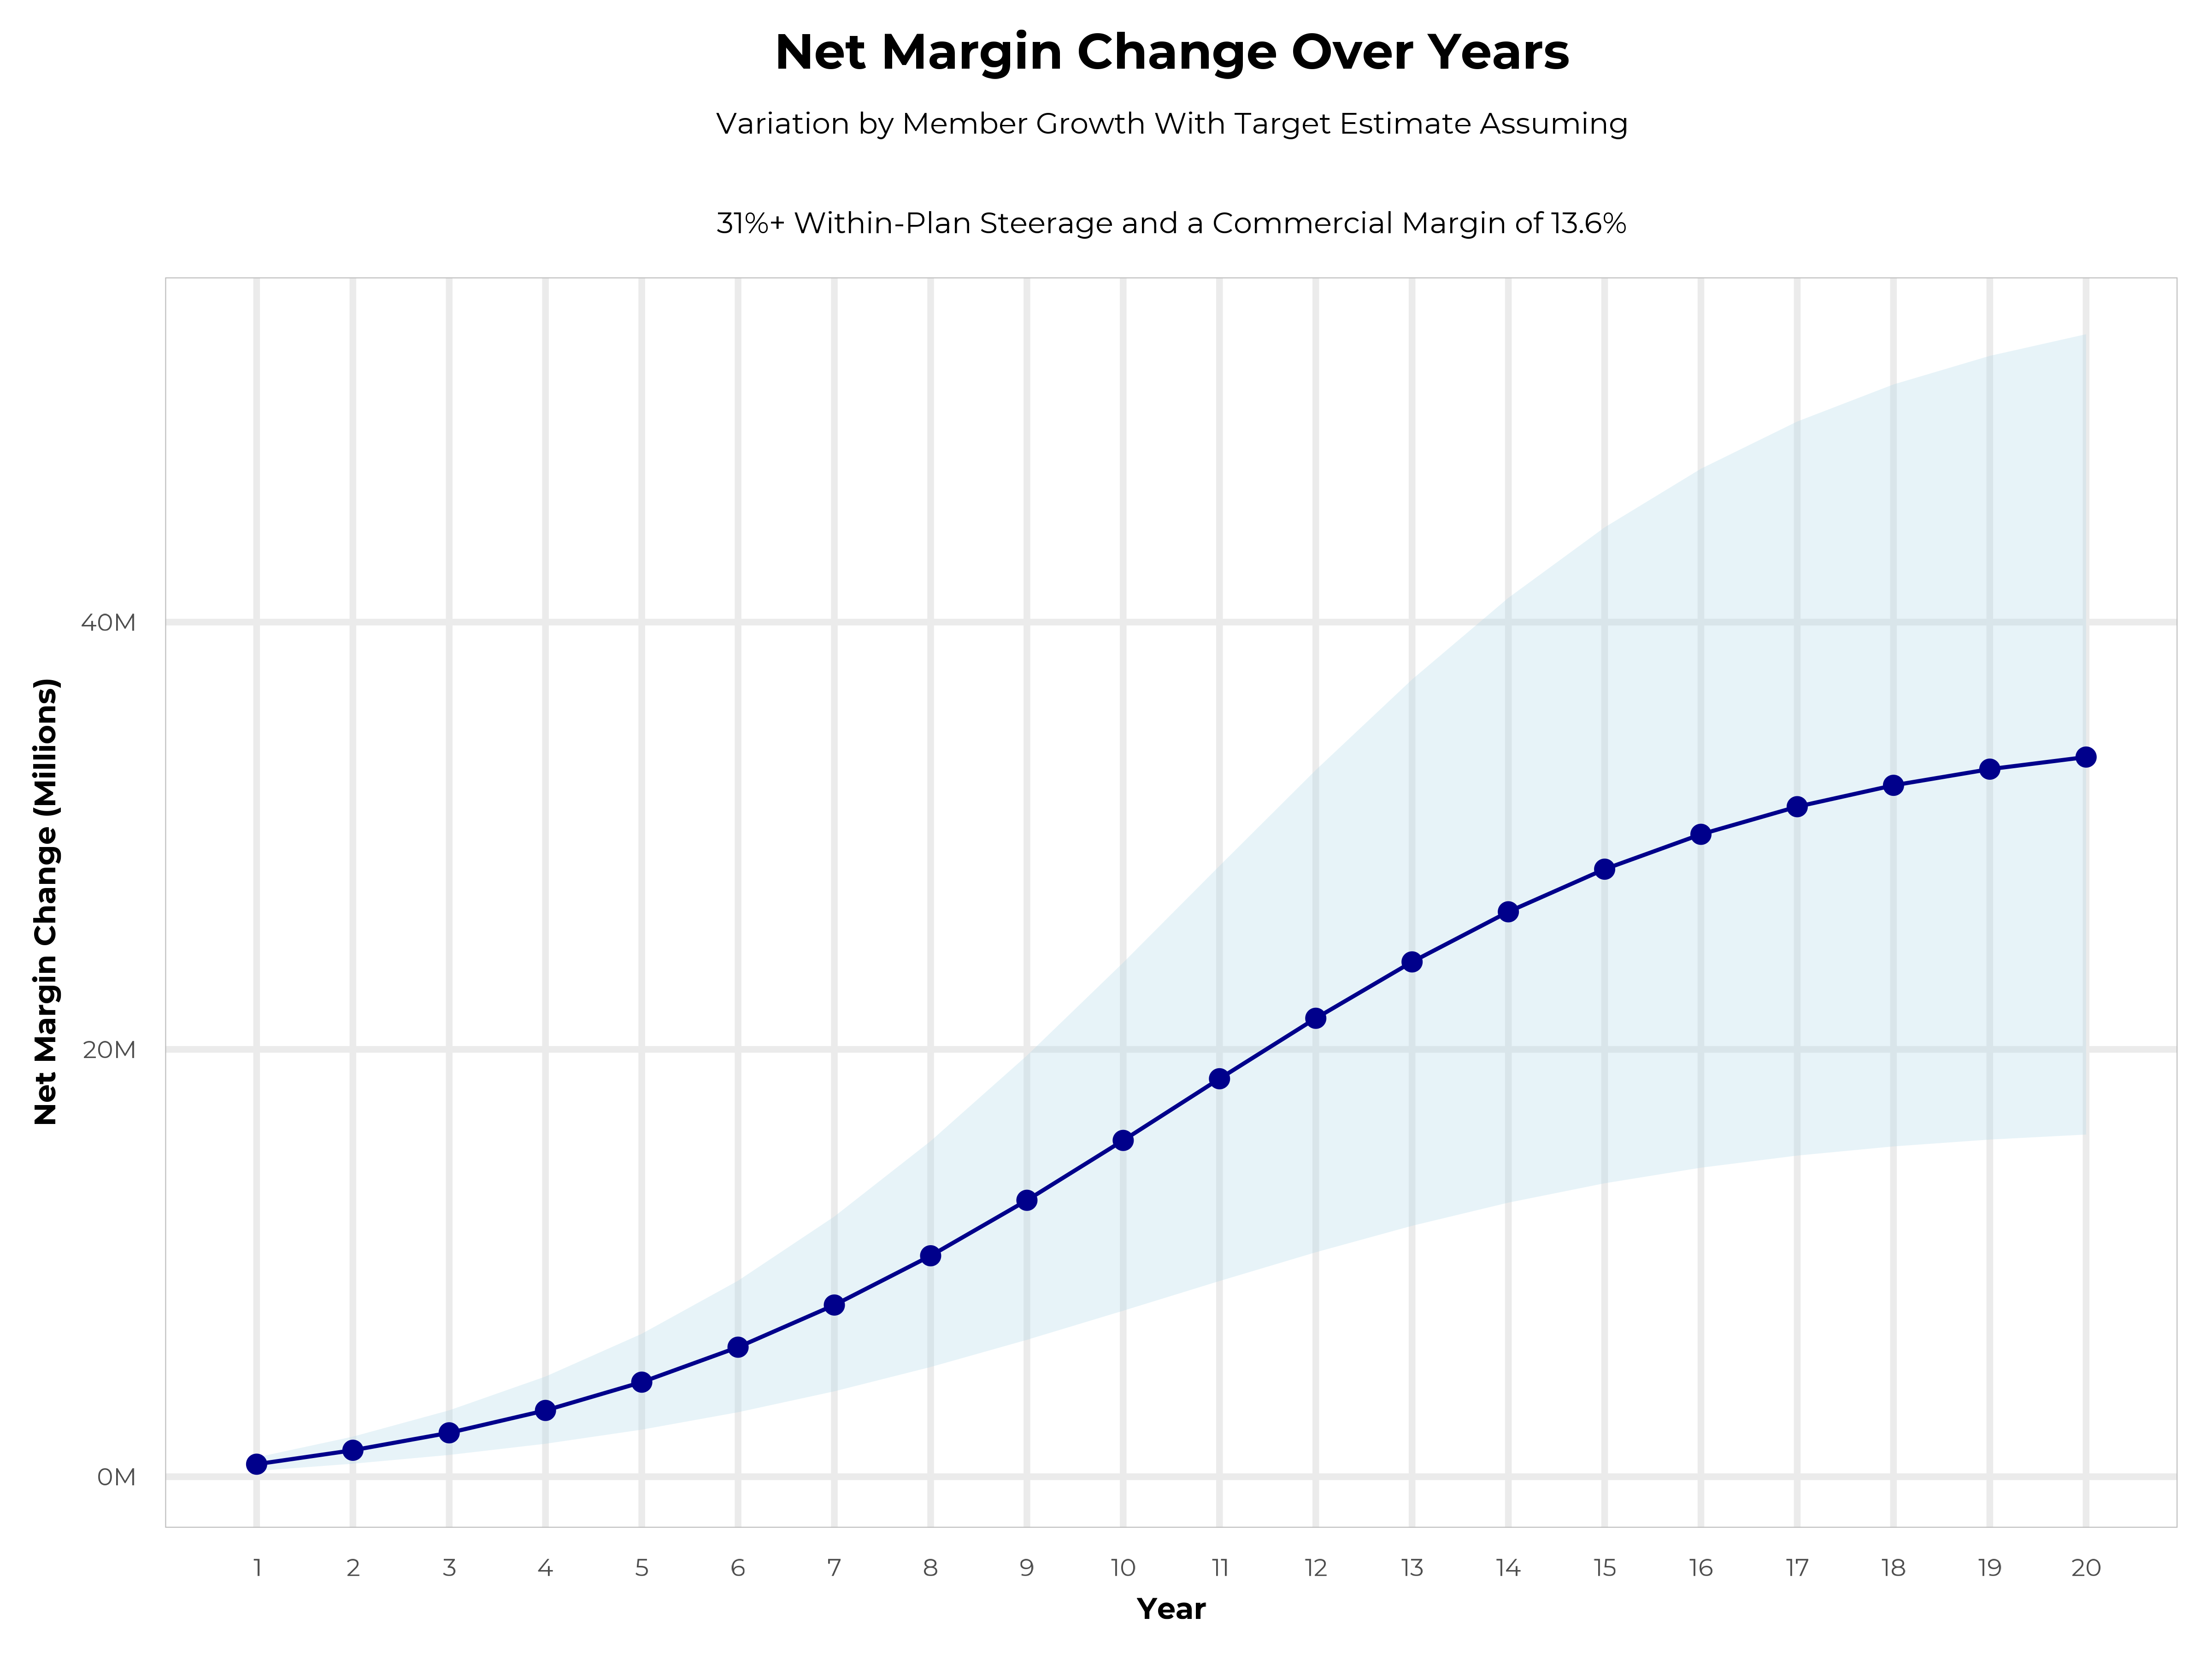 Net Margin Change Over Years
Variation by Member Growth With Target Estimate Assuming
31%+ Within-Plan Steerage and a Commercial Margin of 13.6%
Net Margin Change (Millions)
40M
20M
0M
1 2 3 4 5 6 7 8 9 10 11 12 13 14 15 16 17 18 19 20
Year